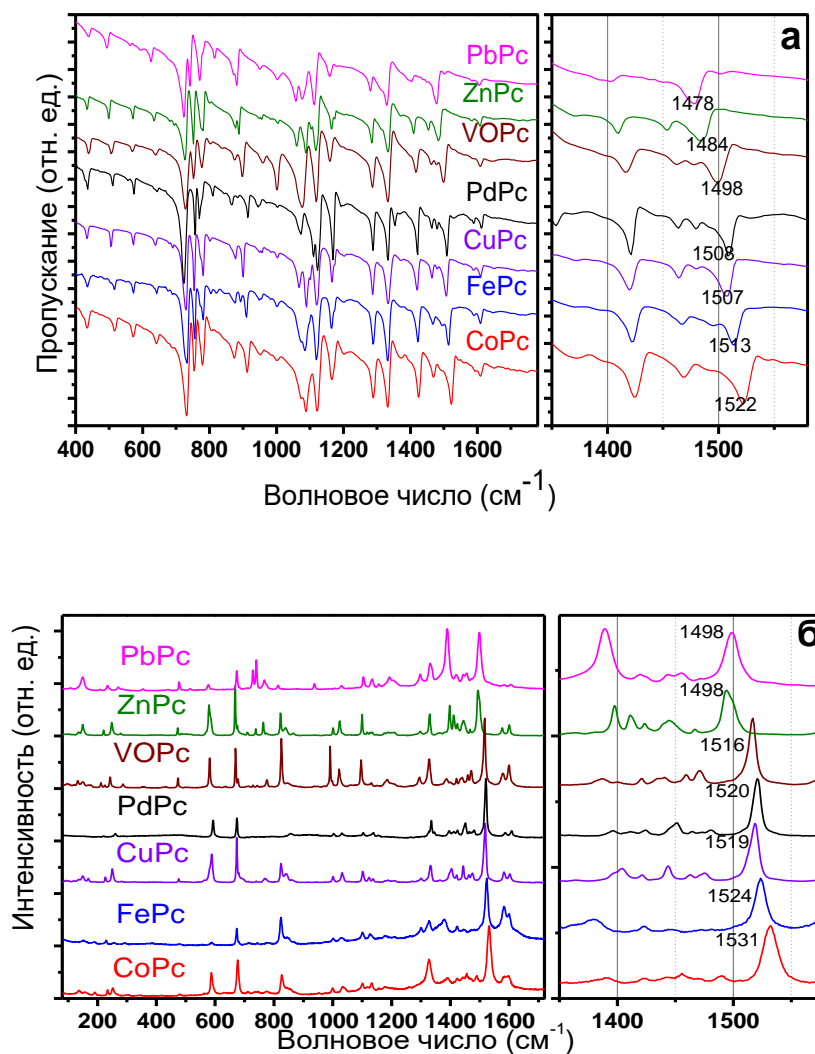 а
PbPc
ZnPc
VOPc
PdPc
CuPc
FePc
CoPc
1478
1484
1498
1508
1507
1513
1522
Пропускание (отн. ед.)
400 600 800 1000 1200 1400 1600
1400 1500
Волновое число (см-1)
б
PbPc
ZnPc
VOPc
PdPc
CuPc
FePc
CoPc
1498
1498
1516
1520
1519
1524
1531
Интенсивность (отн. ед.)
200 400 600 800 1000 1200 1400 1600
1400 1500
Волновое число (см-1)